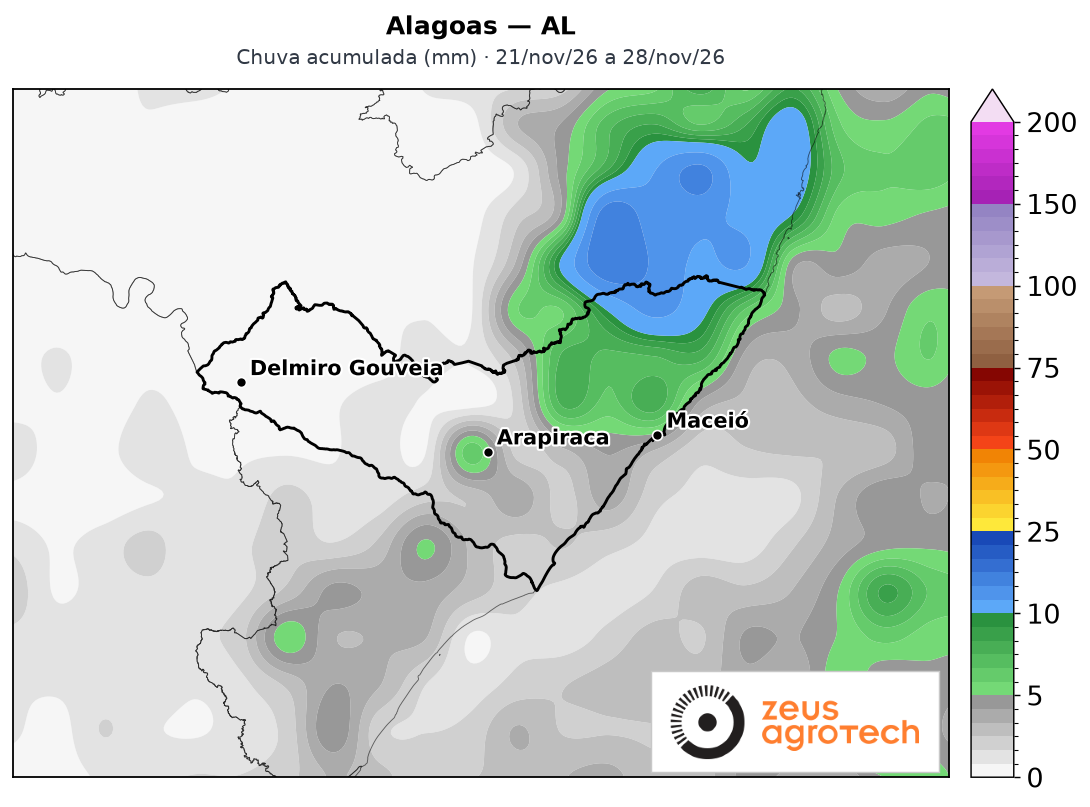 Alagoas — AL
Chuva acumulada (mm) · 21/nov/26 a 28/nov/26
200
150
100
75
50
25
10
5
0
Delmiro Gouveia
Maceió
Arapiraca
zeus
agrotech